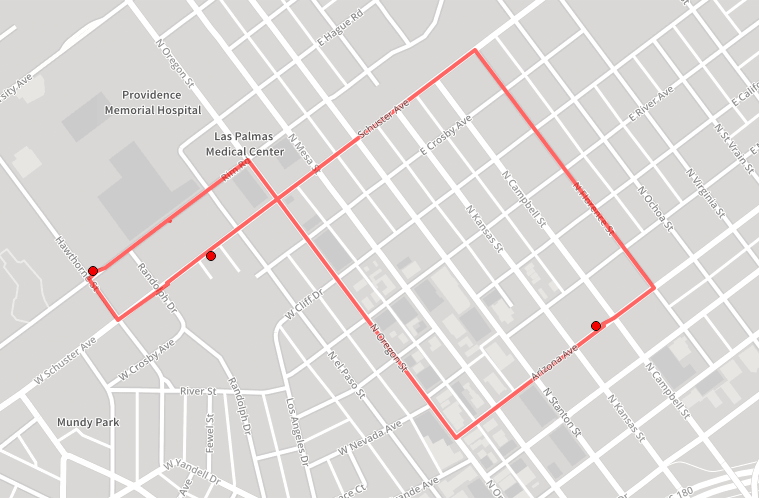 E Hague Rd
N Oregon St
sity Ave
Providence
Memorial Hospital
Las Palmas
Medical Center
N Mesa St
Schuster Ave
E Crosby Ave
E River Ave
E Califo
N St Vrain St
Rim Rd
N Campbell St
N Florence St
N Ochoa St
N Virginia St
N Kansas St
Hawthorne St
Randolph Dr
W Cliff Dr
W Schuster Ave
W Crosby Ave
N Oregon St
N el Paso St
Arizona Ave
River St
Randolph Dr
Los Angeles Dr
Fewel St
Mundy Park
N Stanton St
N Kansas St
N Campbell St
W Nevada Ave
W Yandell Dr
Ave
nce Ct
ande Ave
N O
S 180